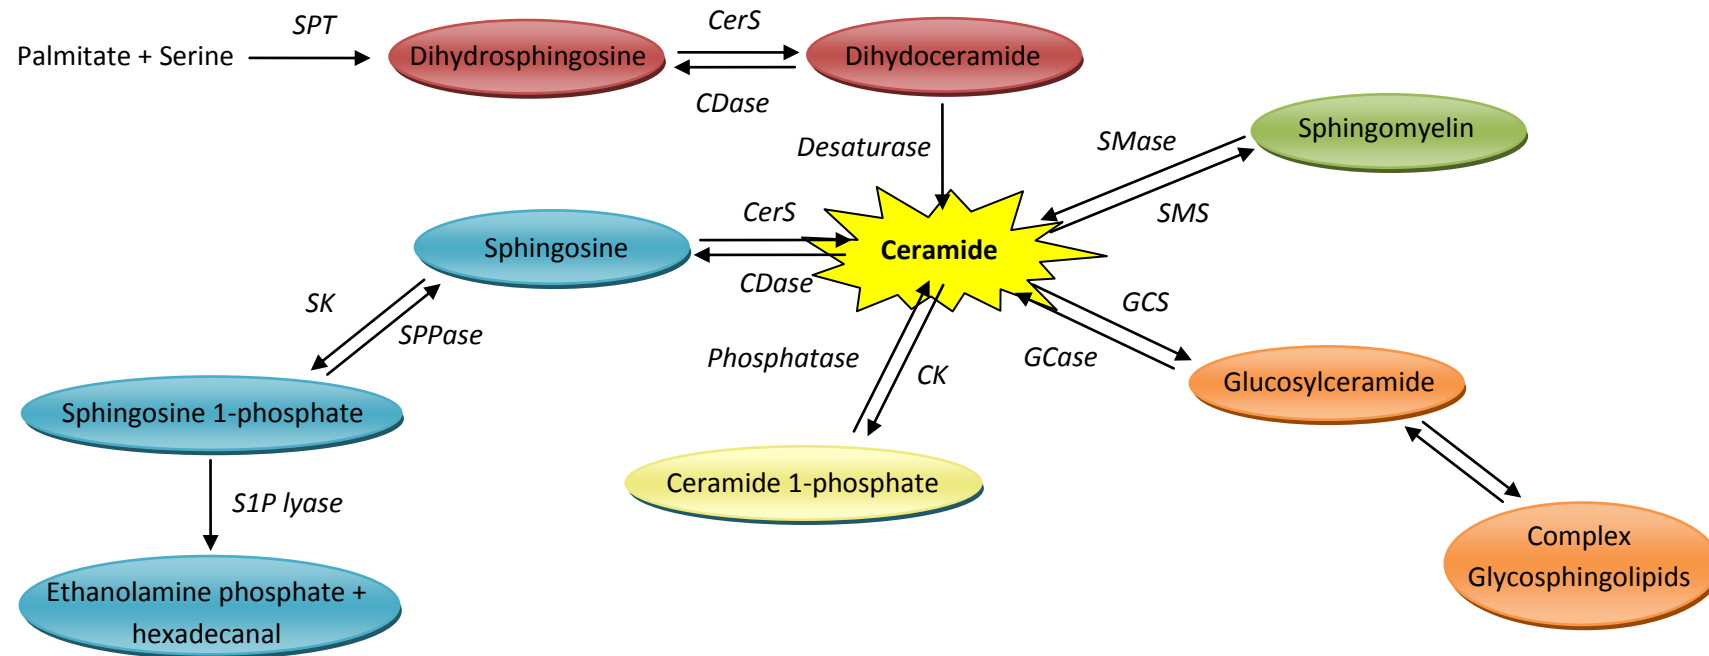 SPT
CerS
Palmitate + Serine
Dihydrosphingosine
Dihydoceramide
CDase
Desaturase
SMase
Sphingomyelin
SMS
CerS
Sphingosine
Ceramide
CDase
SK
SPPase
GCS
Phosphatase
CK
GCase
Glucosylceramide
Sphingosine 1-phosphate
Ceramide 1-phosphate
S1P lyase
Complex
Glycosphingolipids
Ethanolamine phosphate +
hexadecanal